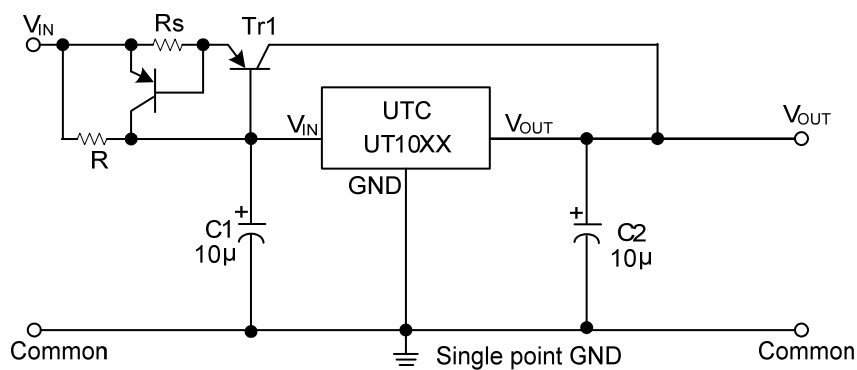 VIN
Rs
Tr1
R
VIN
UTC
UT10XX
VOUT
GND
VOUT
+
C1
10µ
+
C2
10µ
Common
Single point GND
Common